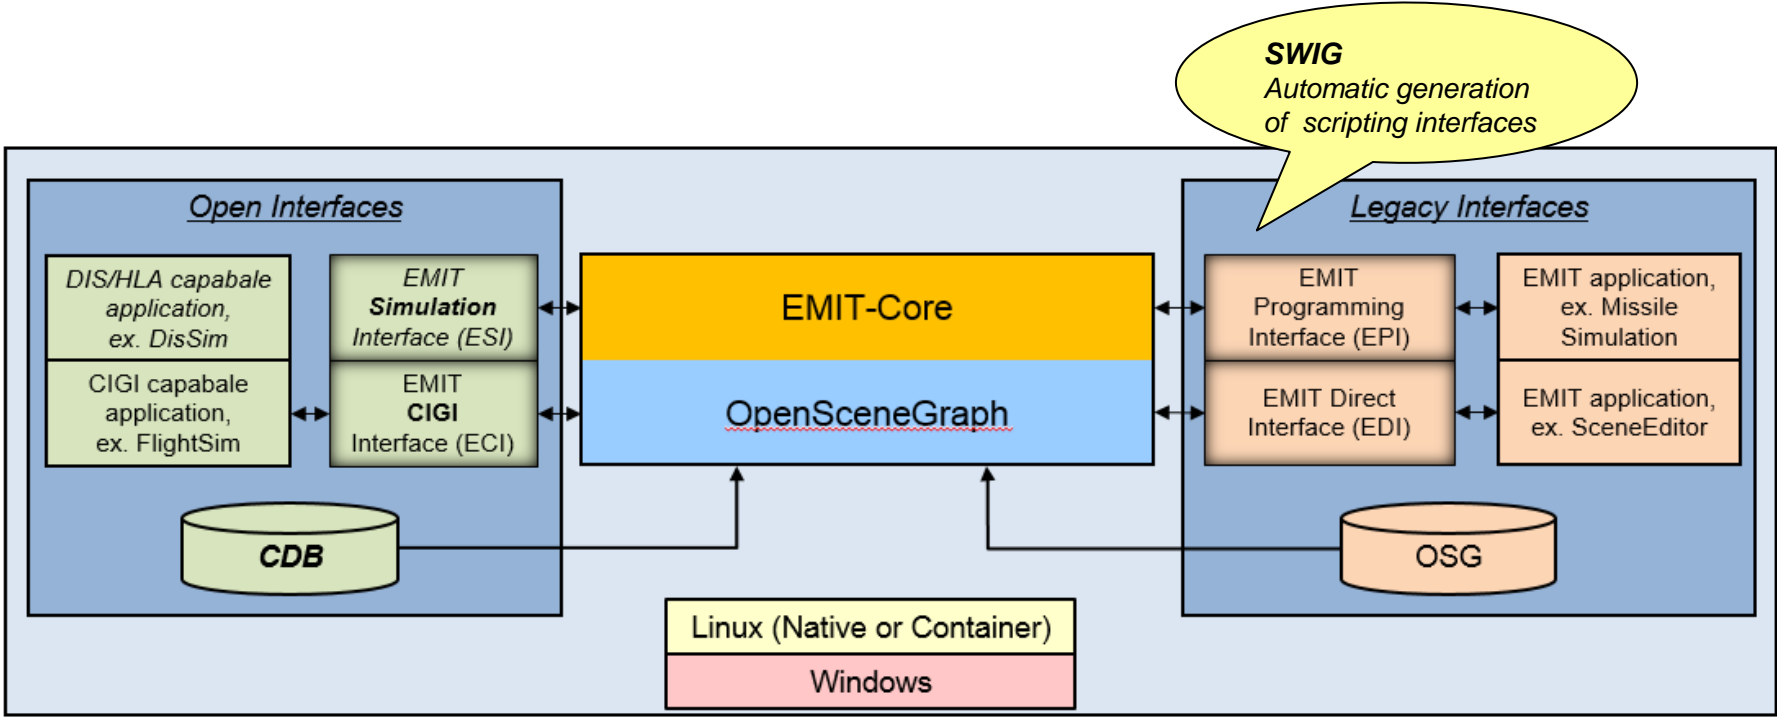 SWIG
Automatic generation
of scripting interfaces
Open Interfaces
DIS/HLA capabale
application,
ex. DisSim
CIGI capabale
application,
ex. FlightSim
EMIT
Simulation
Interface (ESI)
EMIT
CIGI
Interface (ECI)
CDB
EMIT-Core
OpenSceneGraph
Legacy Interfaces
EMIT
Programming
Interface (EPI)
EMIT Direct
Interface (EDI)
EMIT application,
ex. Missile
Simulation
EMIT application,
ex. SceneEditor
OSG
Linux (Native or Container)
Windows